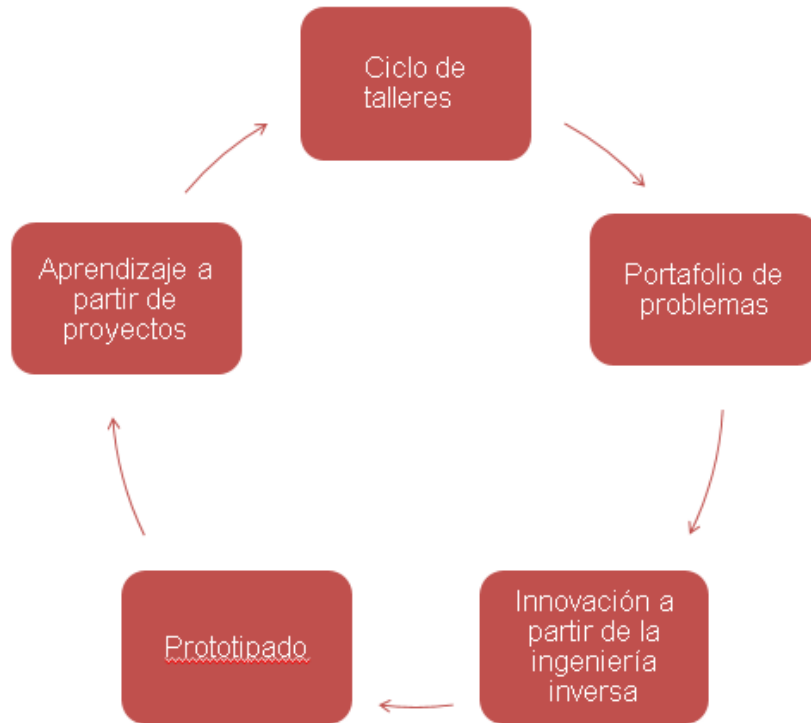 Ciclo de
talleres
Portafolio de
problemas
Innovación a
partir de la
ingeniería
inversa
Prototipado
Aprendizaje a
partir de
proyectos